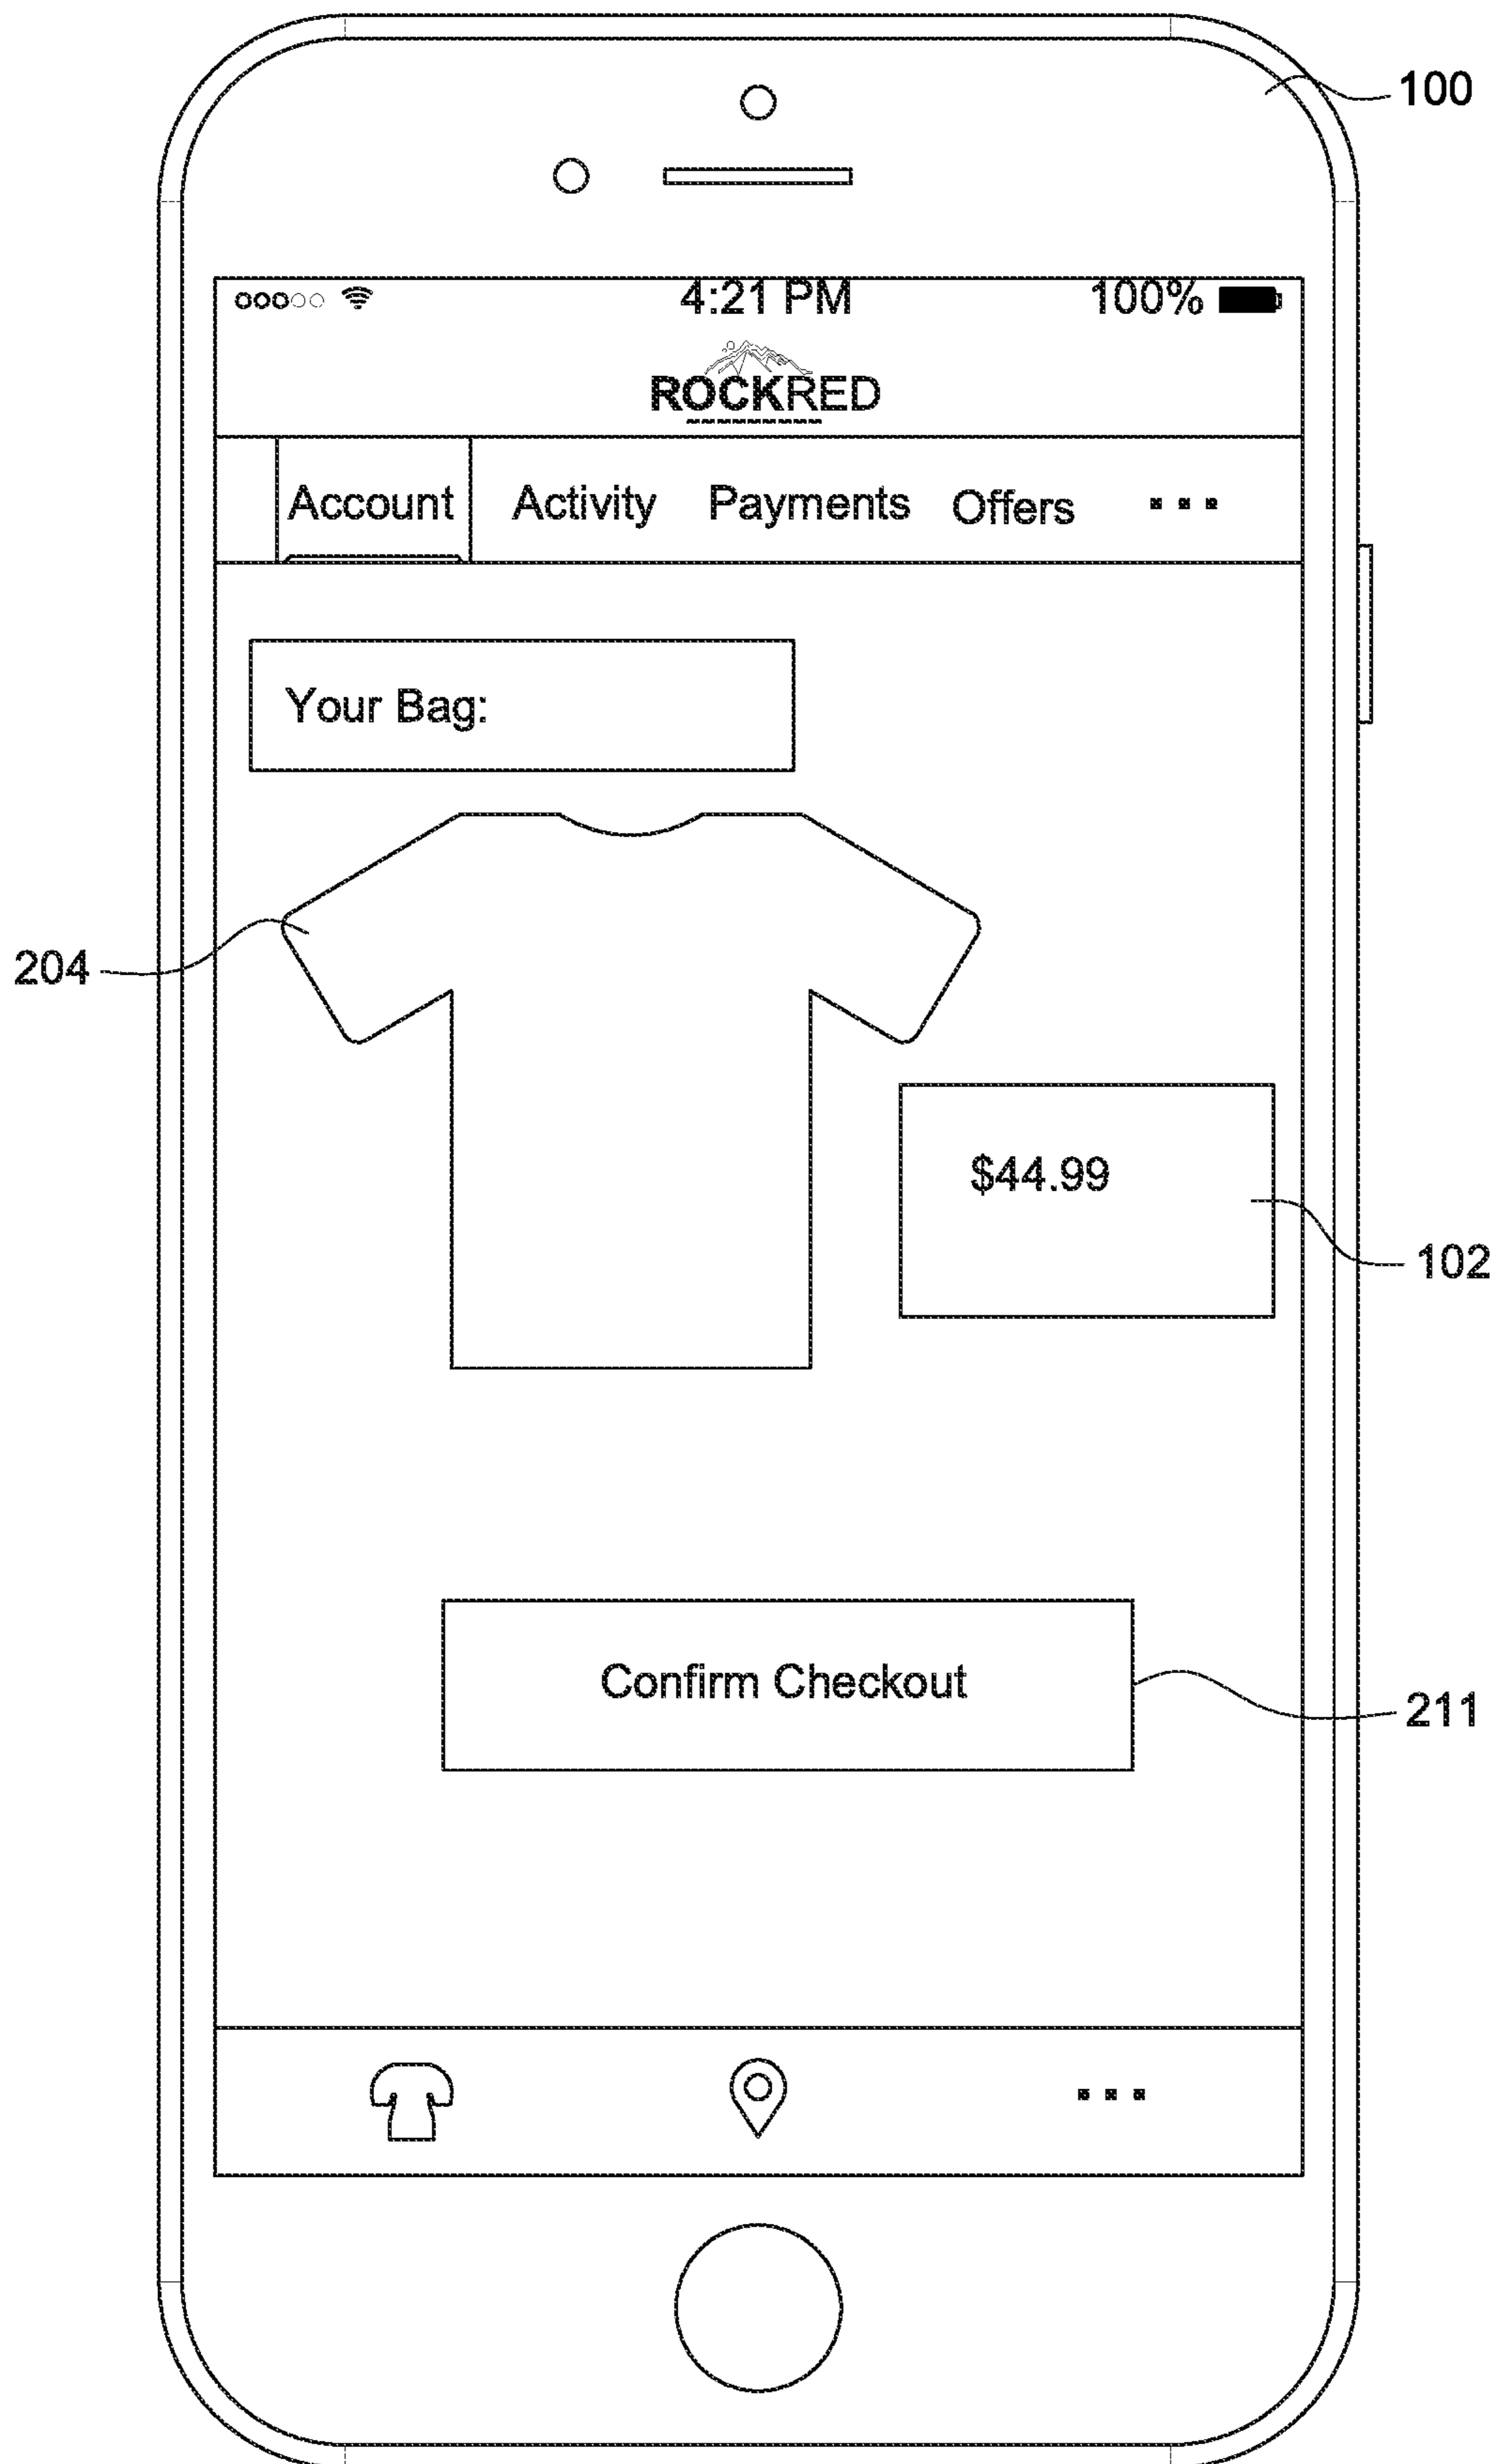 100
4:21 PM 100%
ROCKRED
Account Activity Payments Offers ...
Your Bag:
204
$44.99
102
Confirm Checkout
211
...